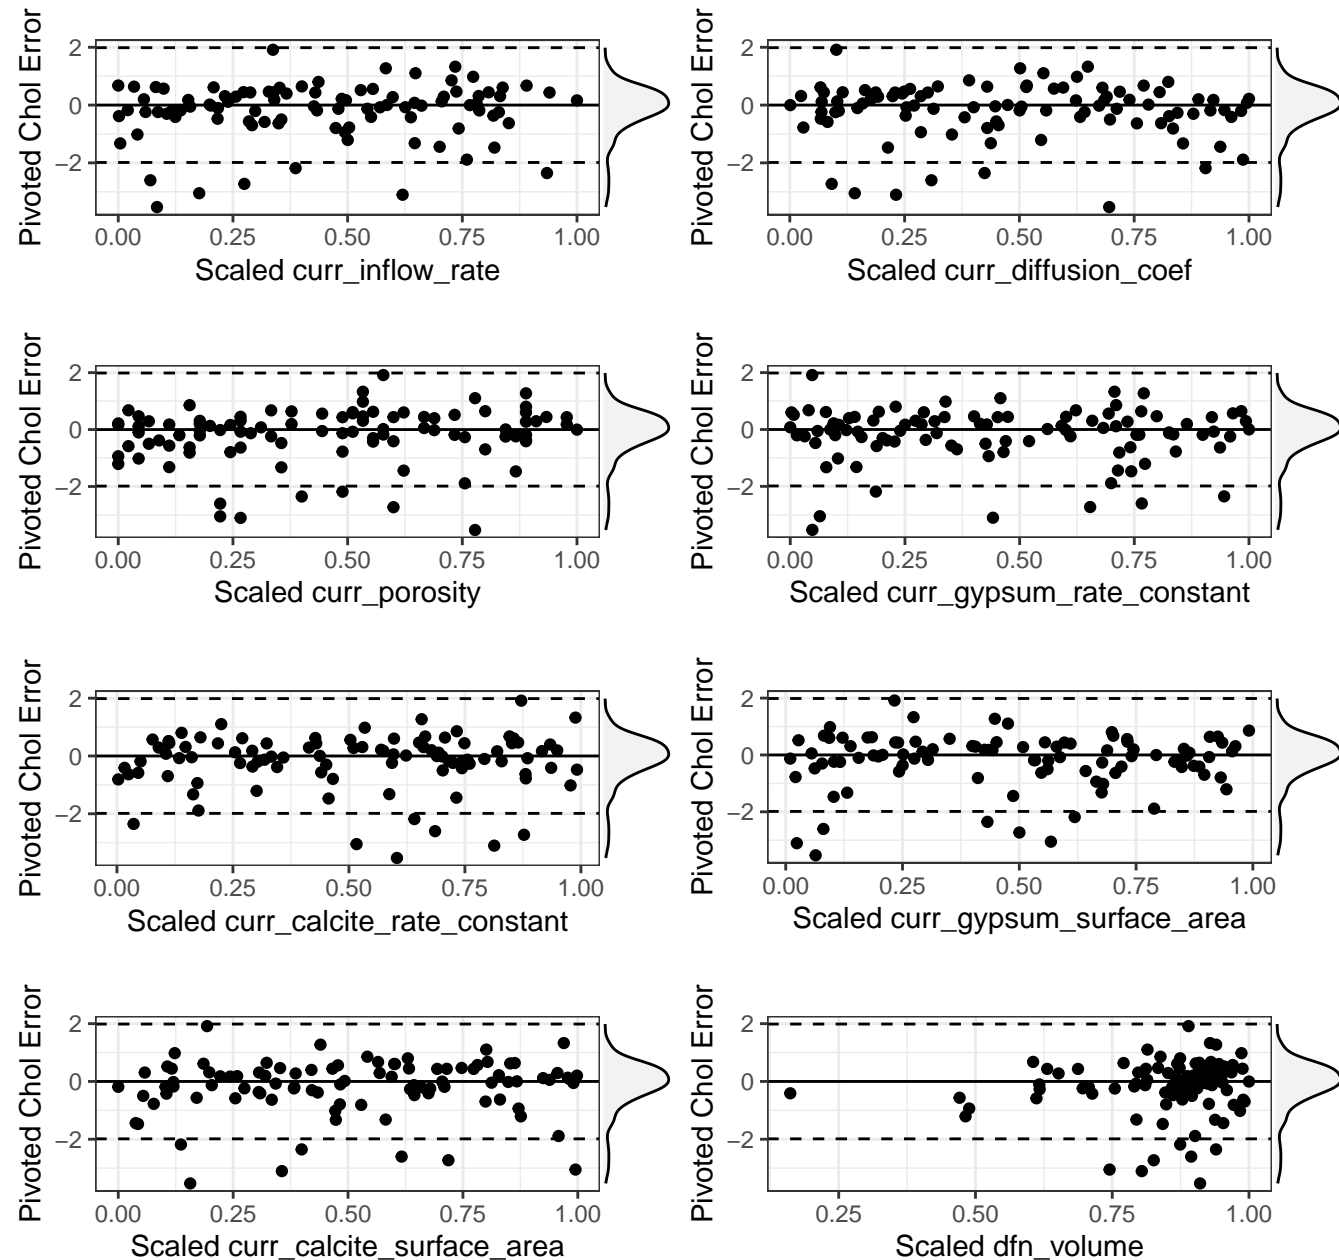 Pivoted Chol Error
2
0
−2
0.00 0.25 0.50 0.75 1.00
Scaled curr_inflow_rate
Pivoted Chol Error
2
0
−2
0.00 0.25 0.50 0.75 1.00
Scaled curr_diffusion_coef
Pivoted Chol Error
2
0
−2
0.00 0.25 0.50 0.75 1.00
Scaled curr_porosity
Pivoted Chol Error
2
0
−2
0.00 0.25 0.50 0.75 1.00
Scaled curr_gypsum_rate_constant
Pivoted Chol Error
2
0
−2
0.00 0.25 0.50 0.75 1.00
Scaled curr_calcite_rate_constant
Pivoted Chol Error
2
0
−2
0.00 0.25 0.50 0.75 1.00
Scaled curr_gypsum_surface_area
Pivoted Chol Error
2
0
−2
0.00 0.25 0.50 0.75 1.00
Scaled curr_calcite_surface_area
Pivoted Chol Error
2
0
−2
0.25 0.50 0.75 1.00
Scaled dfn_volume